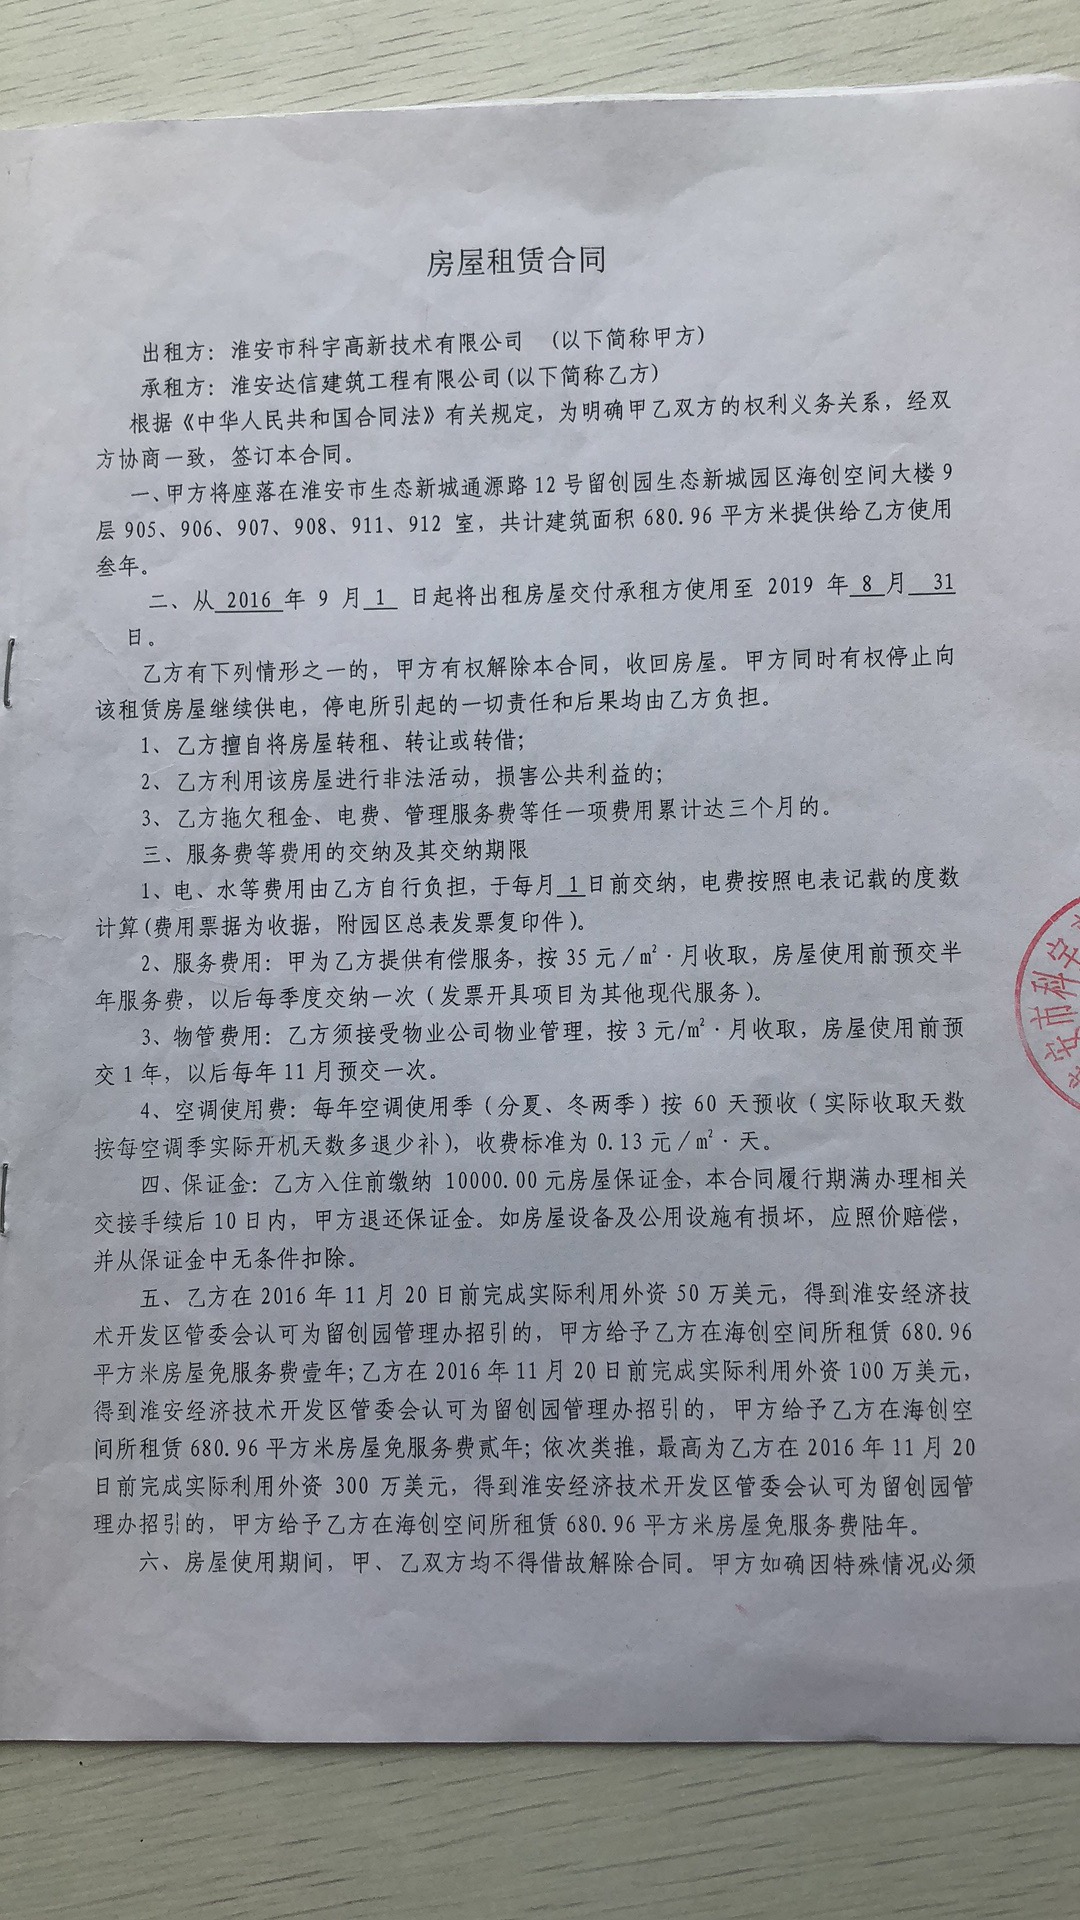 房屋租赁合同
出租方：淮安市科宇高新技术有限公司 （以下简称甲方）
承租方：淮安达信建筑工程有限公司(以下简称乙方)
根据《中华人民共和国合同法》有关规定，为明确甲乙双方的权利义务关系，经双
方协商一致，签订本合同。
一、甲方将座落在淮安市生态新城通源路12号留创园生态新城园区海创空间大楼9
层905、906、907、908、911、912 室，共计建筑面积680.96平方米提供给乙方使用
叁年。
二、从 2016 年 9 月 1 日起将出租房屋交付承租方使用至 2019 年 8 月 31
日。
乙方有下列情形之一的，甲方有权解除本合同，收回房屋。甲方同时有权停止向
该租赁房屋继续供电，停电所引起的一切责任和后果均由乙方负担。
1、乙方擅自将房屋转租、转让或转借；
2、乙方利用该房屋进行非法活动，损害公共利益的；
3、乙方拖欠租金、电费、管理服务费等任一项费用累计达三个月的。
三、服务费等费用的交纳及其交纳期限
1、电、水等费用由乙方自行负担，于每月 1 日前交纳，电费按照电表记载的度数
计算(费用票据为收据，附园区总表发票复印件)。
2、服务费用：甲为乙方提供有偿服务，按35元／㎡·月收取，房屋使用前预交半
年服务费，以后每季度交纳一次（发票开具项目为其他现代服务）。
3、物管费用：乙方须接受物业公司物业管理，按3元/㎡·月收取，房屋使用前预
交1年，以后每年11月预交一次。
4、空调使用费：每年空调使用季（分夏、冬两季）按 60 天预收（实际收取天数
按每空调季实际开机天数多退少补），收费标准为0.13元／㎡·天。
四、保证金：乙方入住前缴纳 10000.00元房屋保证金，本合同履行期满办理相关
交接手续后10日内，甲方退还保证金。如房屋设备及公用设施有损坏，应照价赔偿，
并从保证金中无条件扣除。
五、乙方在2016年11月20日前完成实际利用外资50万美元，得到淮安经济技
术开发区管委会认可为留创园管理办招引的，甲方给予乙方在海创空间所租赁680.96
平方米房屋免服务费壹年；乙方在2016年11月20日前完成实际利用外资100万美元，
得到淮安经济技术开发区管委会认可为留创园管理办招引的，甲方给予乙方在海创空
间所租赁680.96平方米房屋免服务费贰年；依次类推，最高为乙方在2016年11月20
日前完成实际利用外资 300 万美元，得到淮安经济技术开发区管委会认可为留创园管
理办招引的，甲方给予乙方在海创空间所租赁680.96平方米房屋免服务费陆年。
六、房屋使用期间，甲、乙双方均不得借故解除合同。甲方如确因特殊情况必须
安市科宇